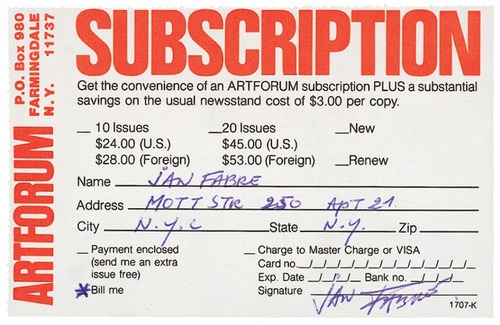 ARTFORUM
P.O. Box 980
FARMINGDALE
N.Y. 11737
SUBSCRIPTION
Get the convenience of an ARTFORUM subscription PLUS a substantial
savings on the usual newsstand cost of $3.00 per copy.
10 Issues 20 Issues New
$24.00 (U.S.) $45.00 (U.S.)
$28.00 (Foreign) $53.00 (Foreign) Renew
Name JAN FABRE
Address MOTT STR 250 APT 21.
City N.Y.C State N.Y. Zip
Payment enclosed Charge to Master Charge or VISA
(send me an extra Card no.
issue free) Exp. Date Bank no.
*Bill me Signature JAN FABRE
1707-K